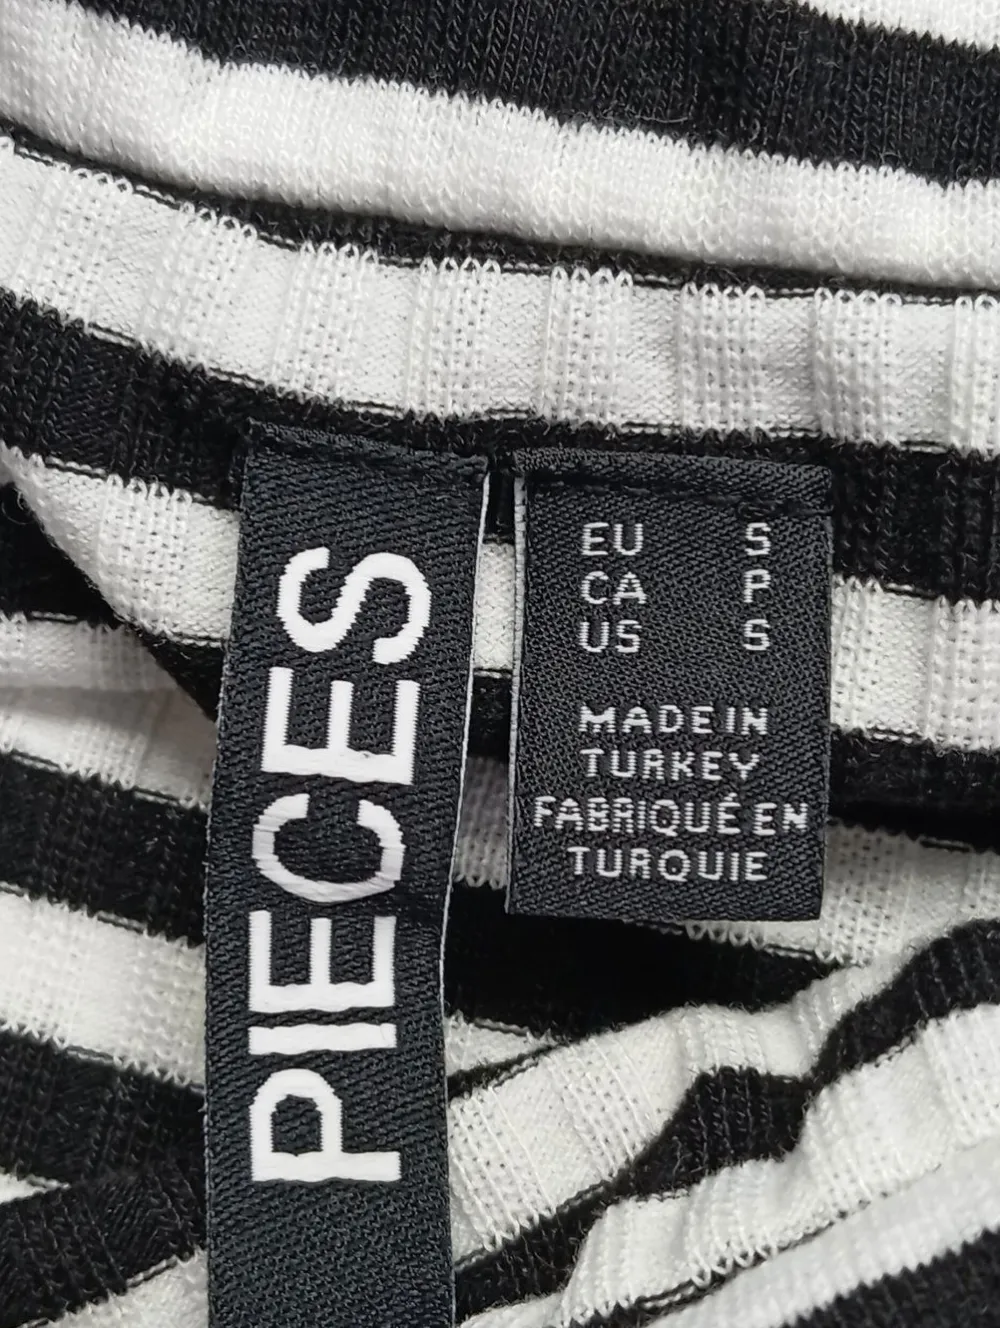 PIECES
EU S
CA P
US S
MADE IN
TURKEY
FABRIQUÉ EN
TURQUIE